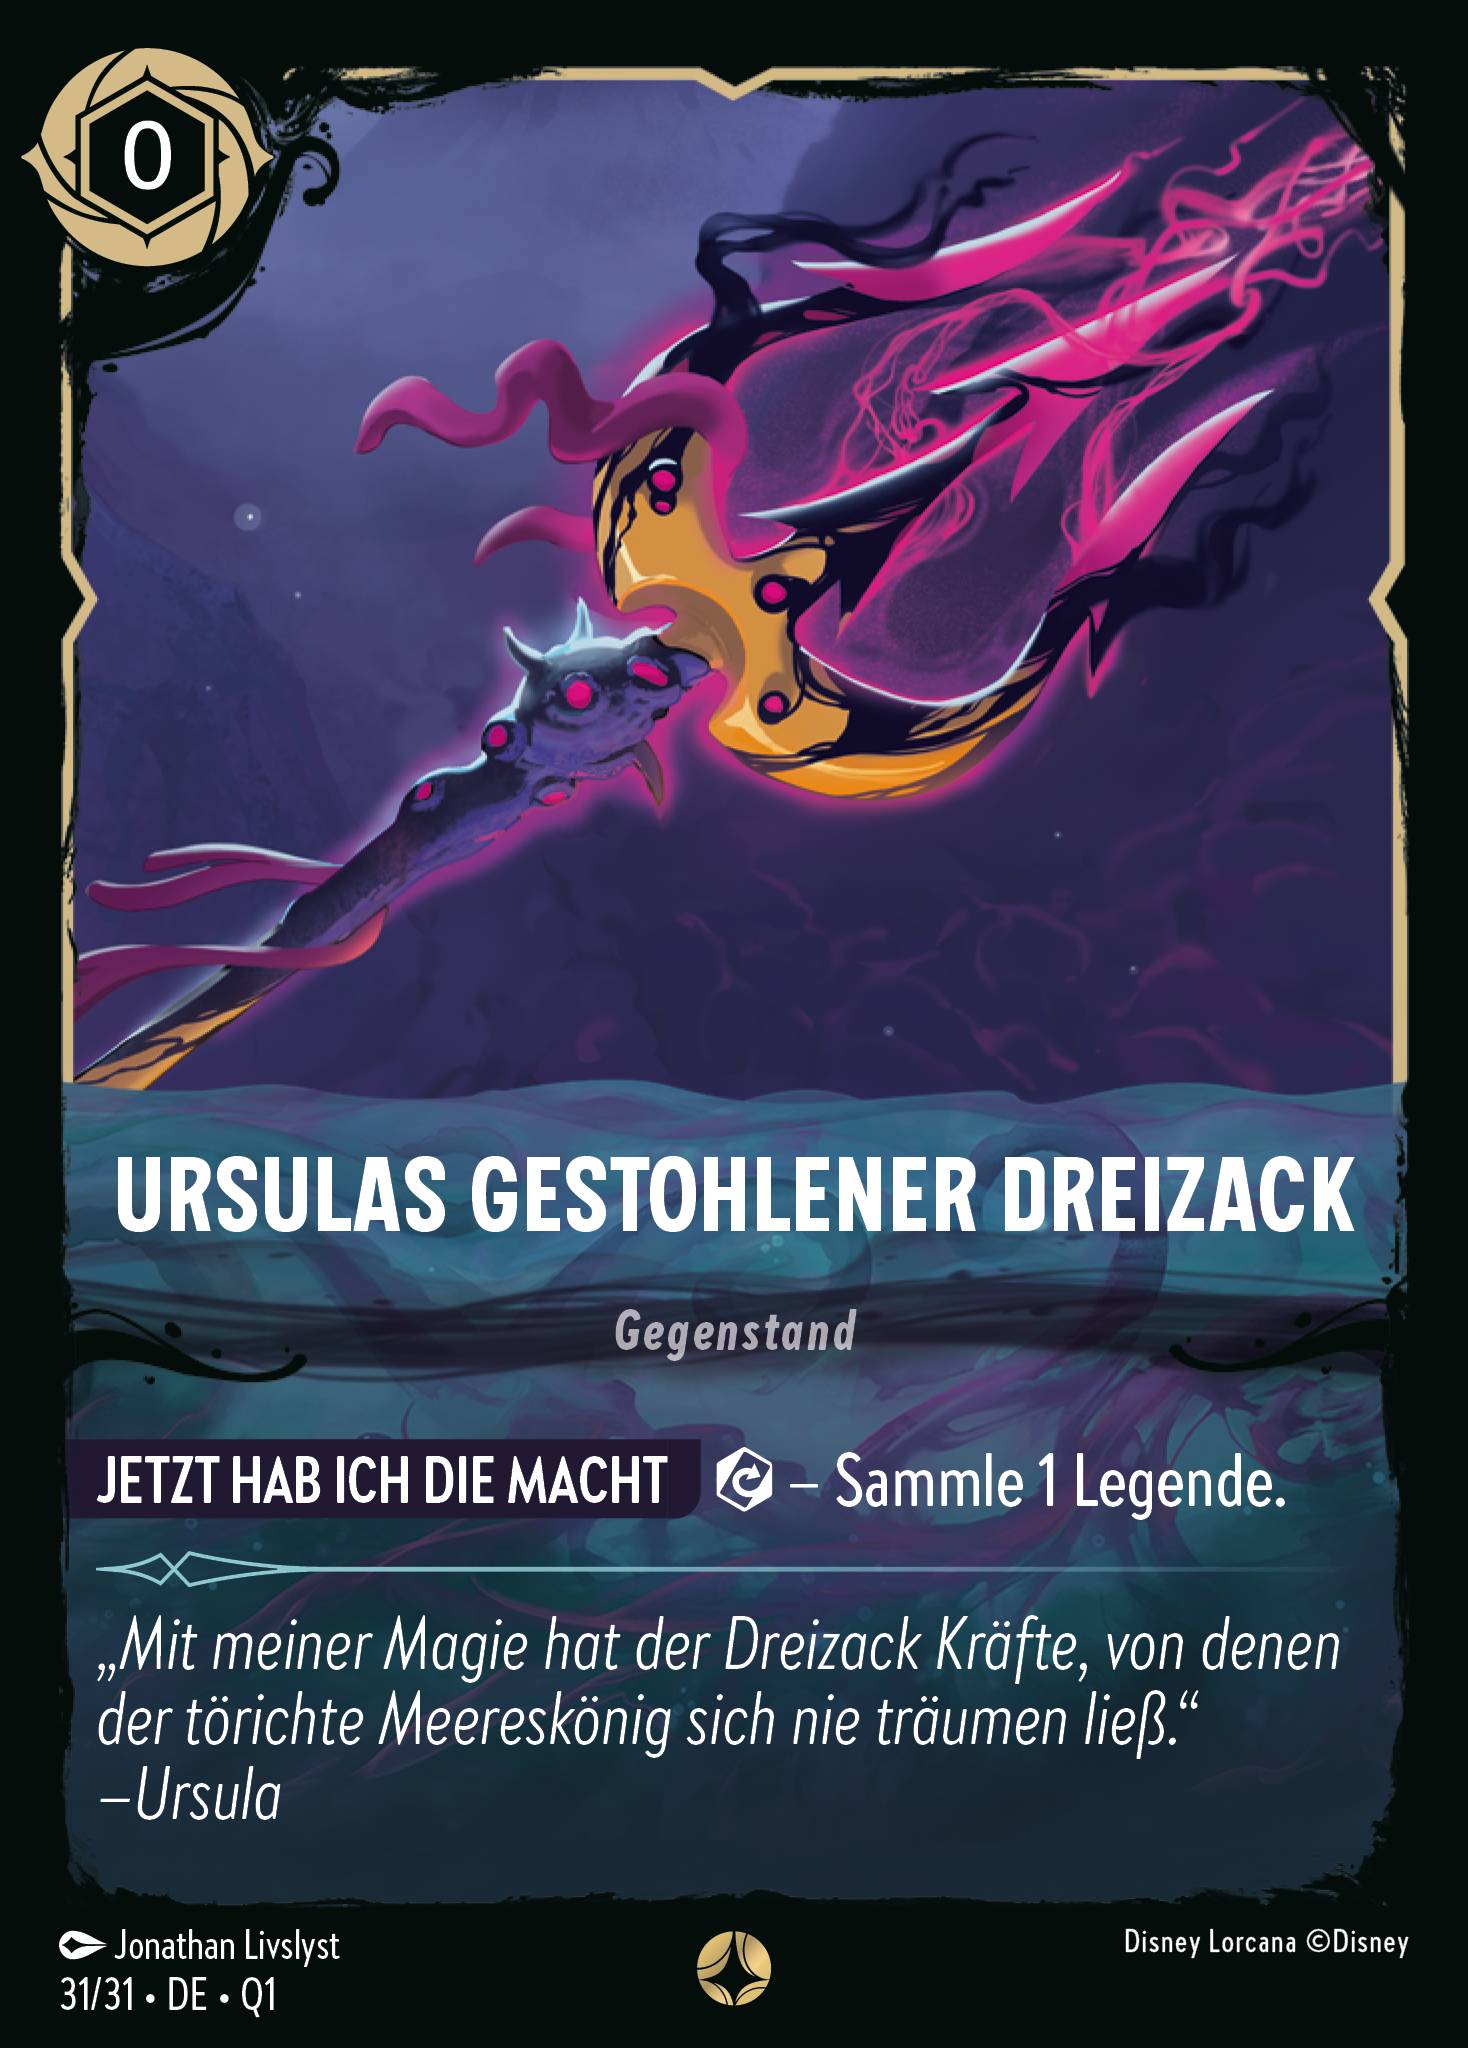 0
URSULAS GESTOHLENER DREIZACK
Gegenstand
JETZT HAB ICH DIE MACHT – Sammle 1 Legende.
„Mit meiner Magie hat der Dreizack Kräfte, von denen
der törichte Meereskönig sich nie träumen ließ.“
–Ursula
Jonathan Livslyst
Disney Lorcana ©Disney
31/31 • DE • Q1